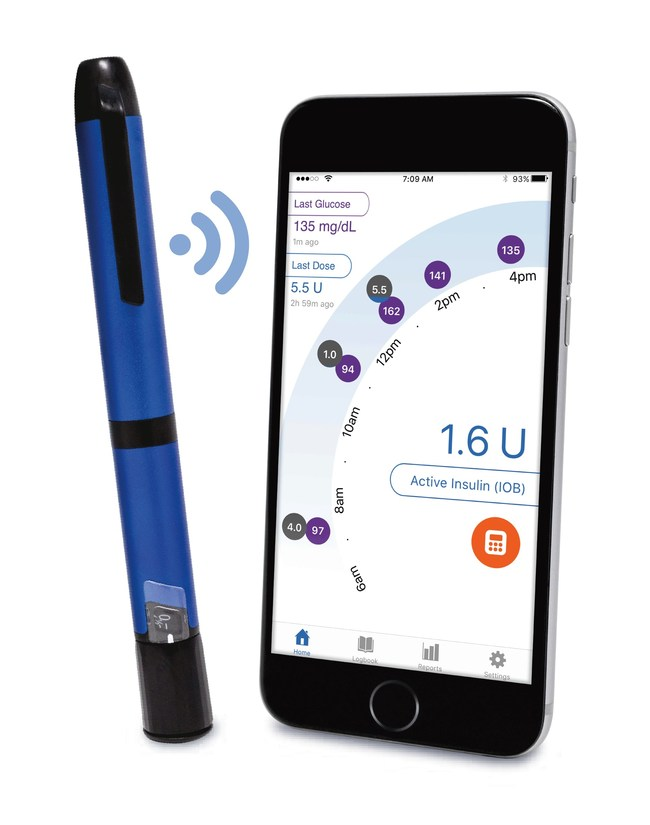 7:09 AM
93%
Last Glucose
135 mg/dL
1m ago
Last Dose
5.5 U
2h 59m ago
135
4pm
141
2pm
5.5
162
12pm
1.0
94
10am
8am
4.0
97
6am
1.6 U
Active Insulin (IOB)
Home
Logbook
Reports
Settings